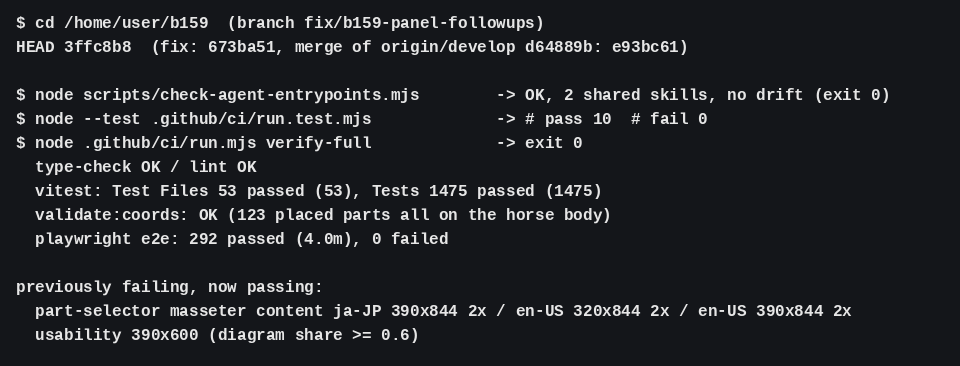 $ cd /home/user/b159  (branch fix/b159-panel-followups)
HEAD 3ffc8b8  (fix: 673ba51, merge of origin/develop d64889b: e93bc61)
$ node scripts/check-agent-entrypoints.mjs        -> OK, 2 shared skills, no drift (exit 0)
$ node --test .github/ci/run.test.mjs             -> # pass 10  # fail 0
$ node .github/ci/run.mjs verify-full             -> exit 0
  type-check OK / lint OK
  vitest: Test Files 53 passed (53), Tests 1475 passed (1475)
  validate:coords: OK (123 placed parts all on the horse body)
  playwright e2e: 292 passed (4.0m), 0 failed
previously failing, now passing:
  part-selector masseter content ja-JP 390x844 2x / en-US 320x844 2x / en-US 390x844 2x
  usability 390x600 (diagram share >= 0.6)